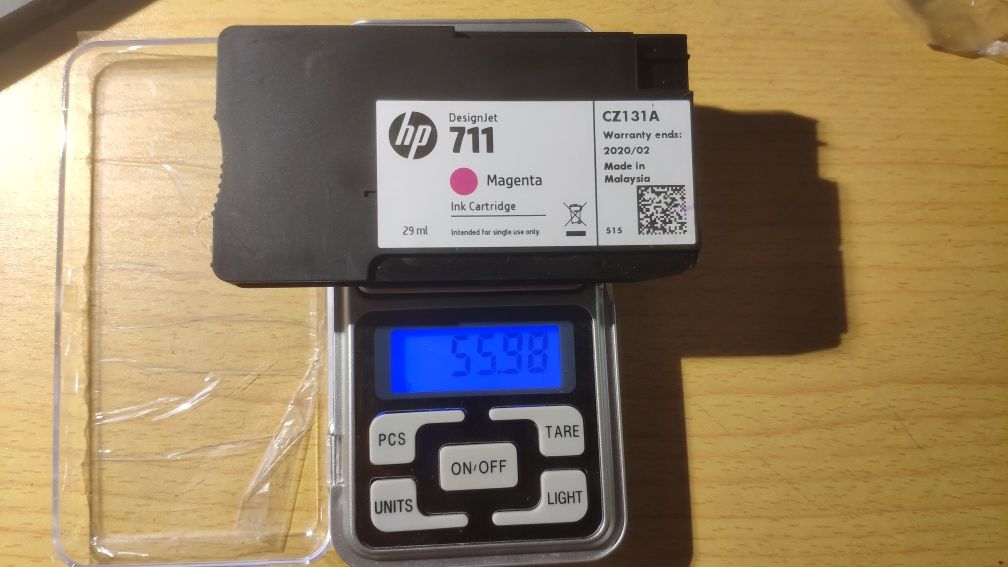 hp
DesignJet
711
Magenta
Ink Cartridge
29 ml
Intended for single use only.
CZ131A
Warranty ends:
2020/02
Made in
Malaysia
515
55.98
PCS
TARE
ON/OFF
UNITS
LIGHT